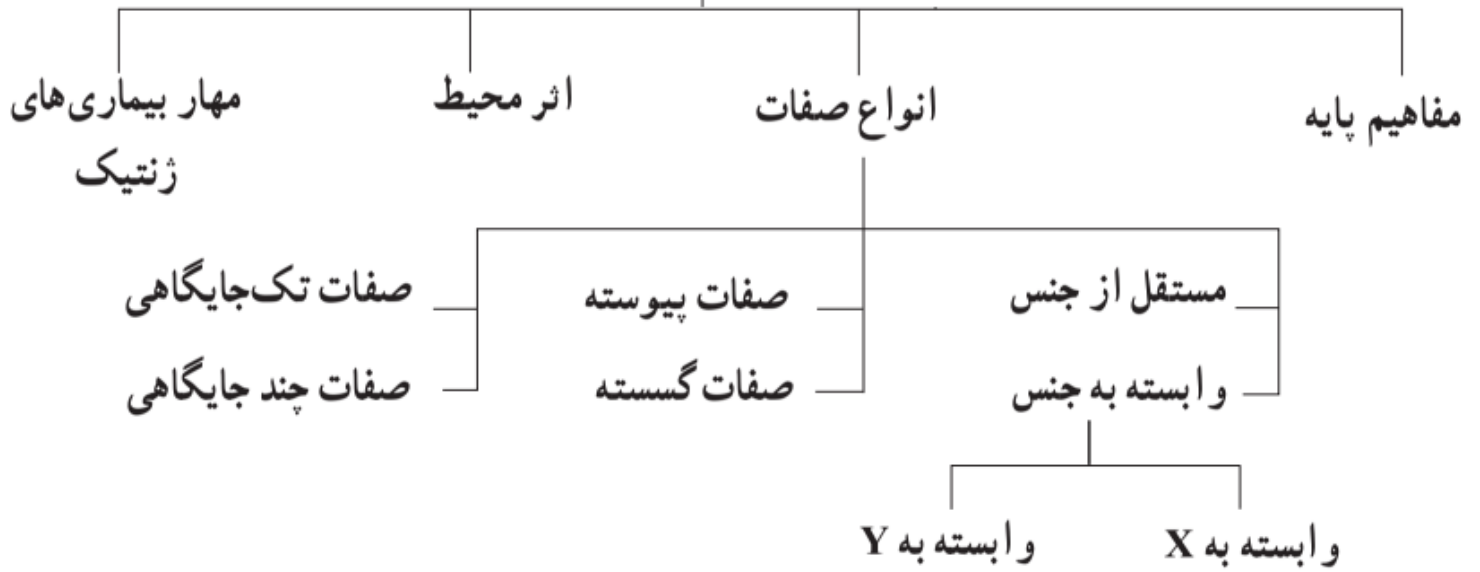 مفاهیم پایه
انواع صفات
اثر محیط
مهار بیماری‌های
ژنتیک
مستقل از جنس
صفات پیوسته
صفات تک‌جایگاهی
وابسته به جنس
صفات گسسته
صفات چند جایگاهی
وابسته به X
وابسته به Y